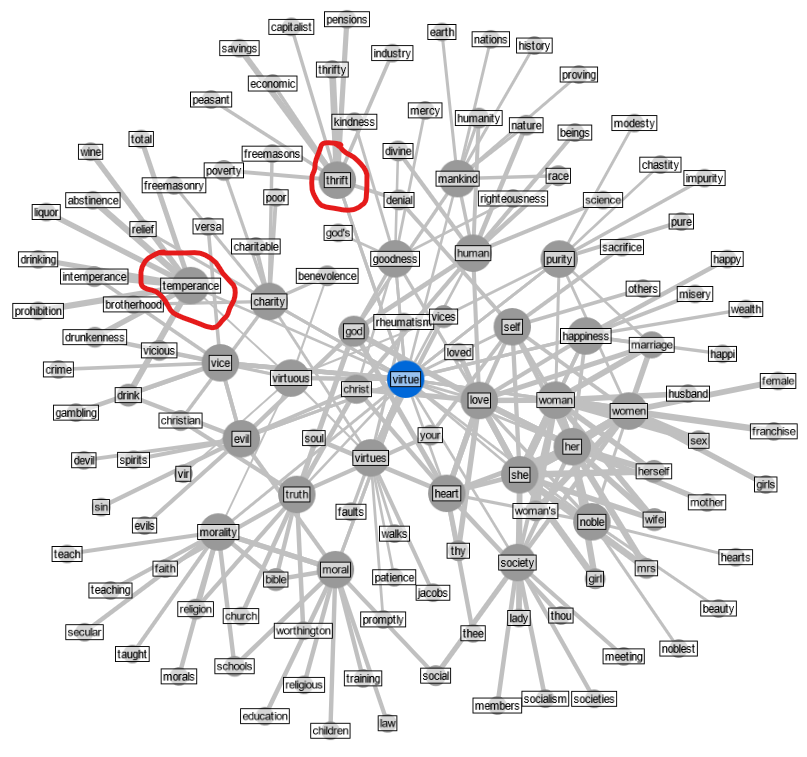 pensions
capitalist
earth
nations
history
savings
industry
thrifty
proving
economic
peasant
mercy
kindness
humanity
nature
modesty
beings
total
wine
freemasons
divine
chastity
poverty
thrift
mankind
race
impurity
freemasonry
abstinence
poor
denial
righteousness
science
liquor
relief
versa
god's
pure
charitable
sacrifice
drinking
goodness
human
purity
happy
intemperance
benevolence
temperance
others
misery
brotherhood
charity
prohibition
wealth
vices
rheumatism
god
self
drunkenness
happiness
marriage
vicious
loved
happi
vice
crime
virtuous
virtue
female
christ
drink
love
woman
husband
gambling
women
christian
franchise
evil
soul
your
her
sex
devil
spirits
virtues
vir
she
herself
girls
truth
heart
sin
mother
faults
woman's
evils
noble
wife
morality
walks
teach
thy
society
hearts
faith
moral
mrs
bible
patience
girl
teaching
jacobs
religion
beauty
church
promptly
lady
thou
secular
worthington
thee
taught
noblest
meeting
schools
morals
training
social
religious
members
socialism
societies
education
law
children